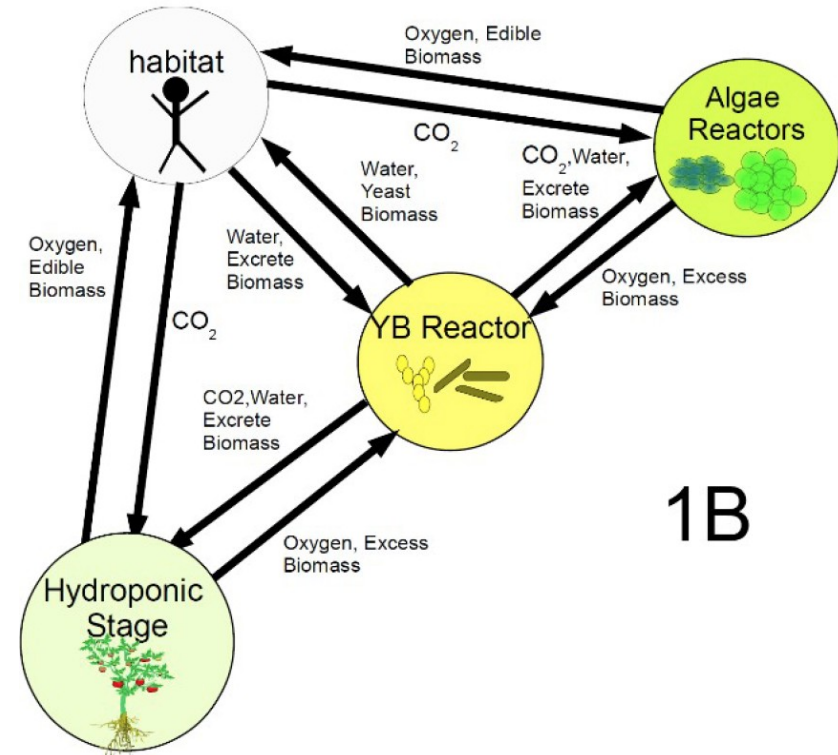 habitat
Oxygen, Edible
Biomass
Algae
Reactors
CO2
CO2,Water,
Excrete
Biomass
Water,
Yeast
Biomass
Oxygen,
Edible
Biomass
Water,
Excrete
Biomass
Oxygen, Excess
Biomass
CO2
YB Reactor
CO2,Water,
Excrete
Biomass
1B
Oxygen, Excess
Biomass
Hydroponic
Stage